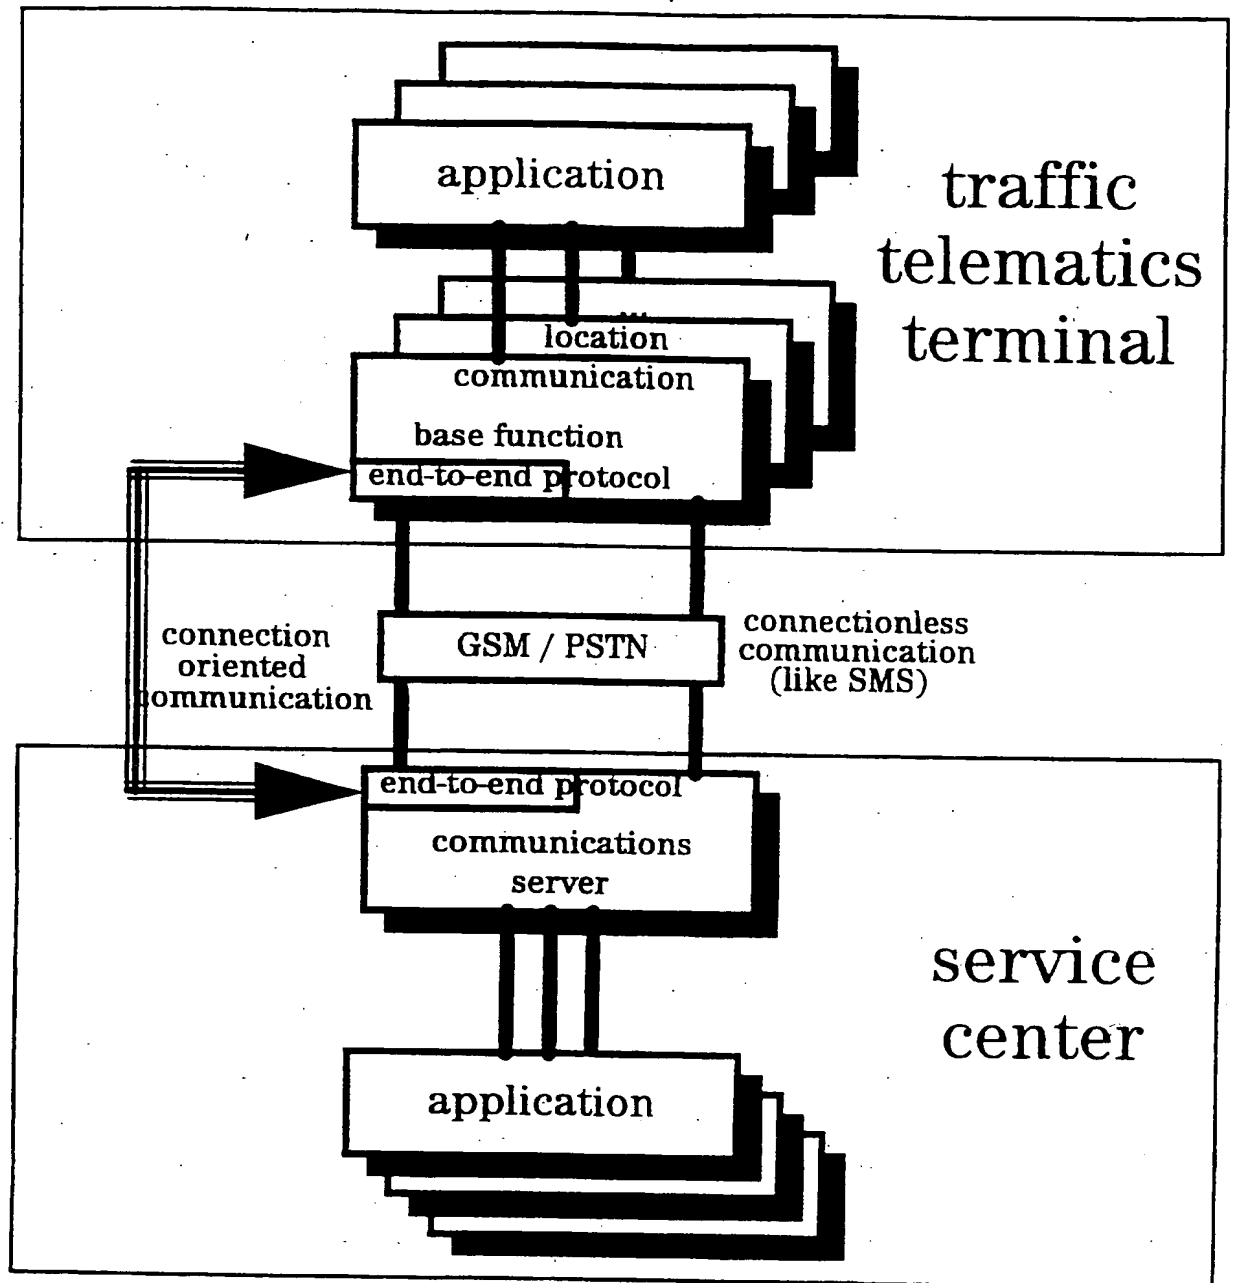 application
traffic
telematics
terminal
...
location
communication
base function
end-to-end protocol
connection
oriented
communication
GSM / PSTN
connectionless
communication
(like SMS)
end-to-end protocol
communications
server
service
center
application